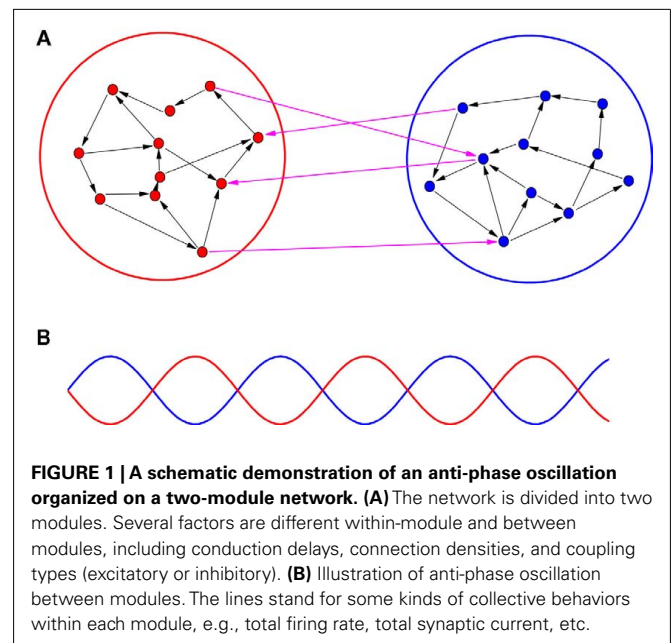 A
B
FIGURE 1 | A schematic demonstration of an anti-phase oscillation
organized on a two-module network. (A) The network is divided into two
modules. Several factors are different within-module and between
modules, including conduction delays, connection densities, and coupling
types (excitatory or inhibitory). (B) Illustration of anti-phase oscillation
between modules. The lines stand for some kinds of collective behaviors
within each module, e.g., total firing rate, total synaptic current, etc.